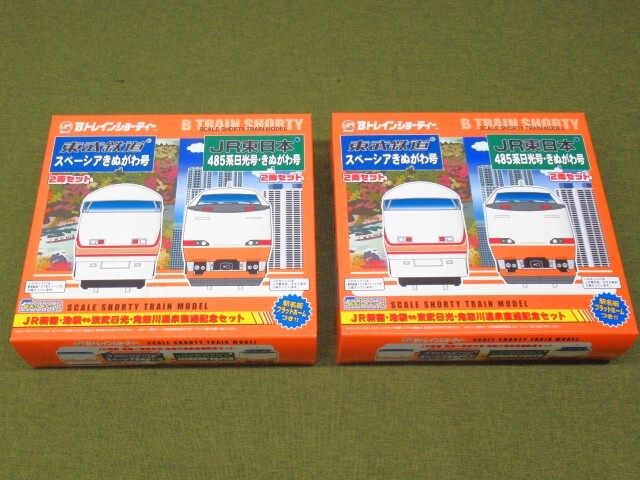 Bトレインショーティー
B TRAIN SHORTY
SCALE SHORTY TRAIN MODEL
東武鉄道
スペーシアきぬがわ号
2両セット
JR東日本
485系日光号・きぬがわ号
2両セット
駅名板
プラットホーム
つき!!
SCALE SHORTY TRAIN MODEL
JR新宿・池袋⇔東武日光・鬼怒川温泉直通記念セット
SCALE SHORTY TRAIN MODEL
Bトレインショーティー
B TRAIN SHORTY
SCALE SHORTY TRAIN MODEL
東武鉄道
スペーシアきぬがわ号
2両セット
JR東日本
485系日光号・きぬがわ号
2両セット
駅名板
プラットホーム
つき!!
SCALE SHORTY TRAIN MODEL
JR新宿・池袋⇔東武日光・鬼怒川温泉直通記念セット
SCALE SHORTY TRAIN MODEL